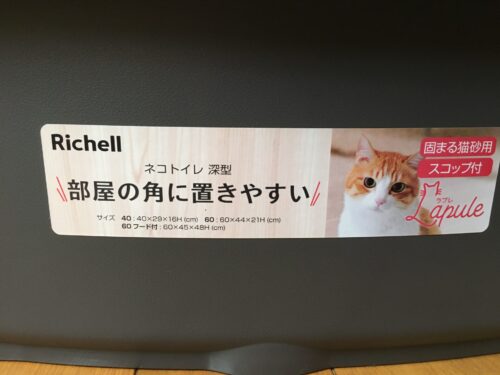 Richell
ネコトイレ 深型
部屋の角に置きやすい
サイズ 40:40×29×16H(cm) 60:60×44×21H(cm)
60フード付:60×45×48H(cm)
固まる猫砂用
スコップ付
ラプレ
Lapule